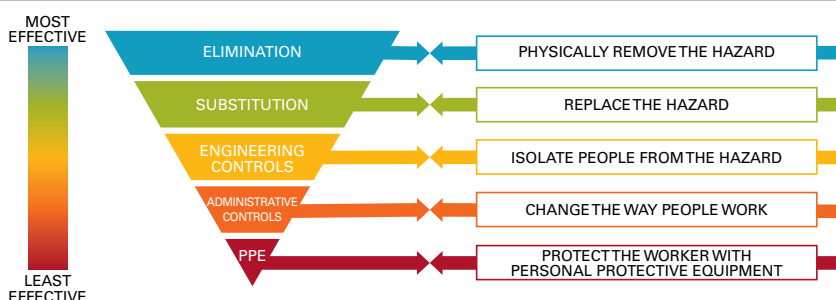 MOST
EFFECTIVE
ELIMINATION
PHYSICALLY REMOVE THE HAZARD
SUBSTITUTION
REPLACE THE HAZARD
ENGINEERING
CONTROLS
ISOLATE PEOPLE FROM THE HAZARD
ADMINISTRATIVE
CONTROLS
CHANGE THE WAY PEOPLE WORK
PPE
PROTECT THE WORKER WITH
PERSONAL PROTECTIVE EQUIPMENT
LEAST
EFFECTIVE